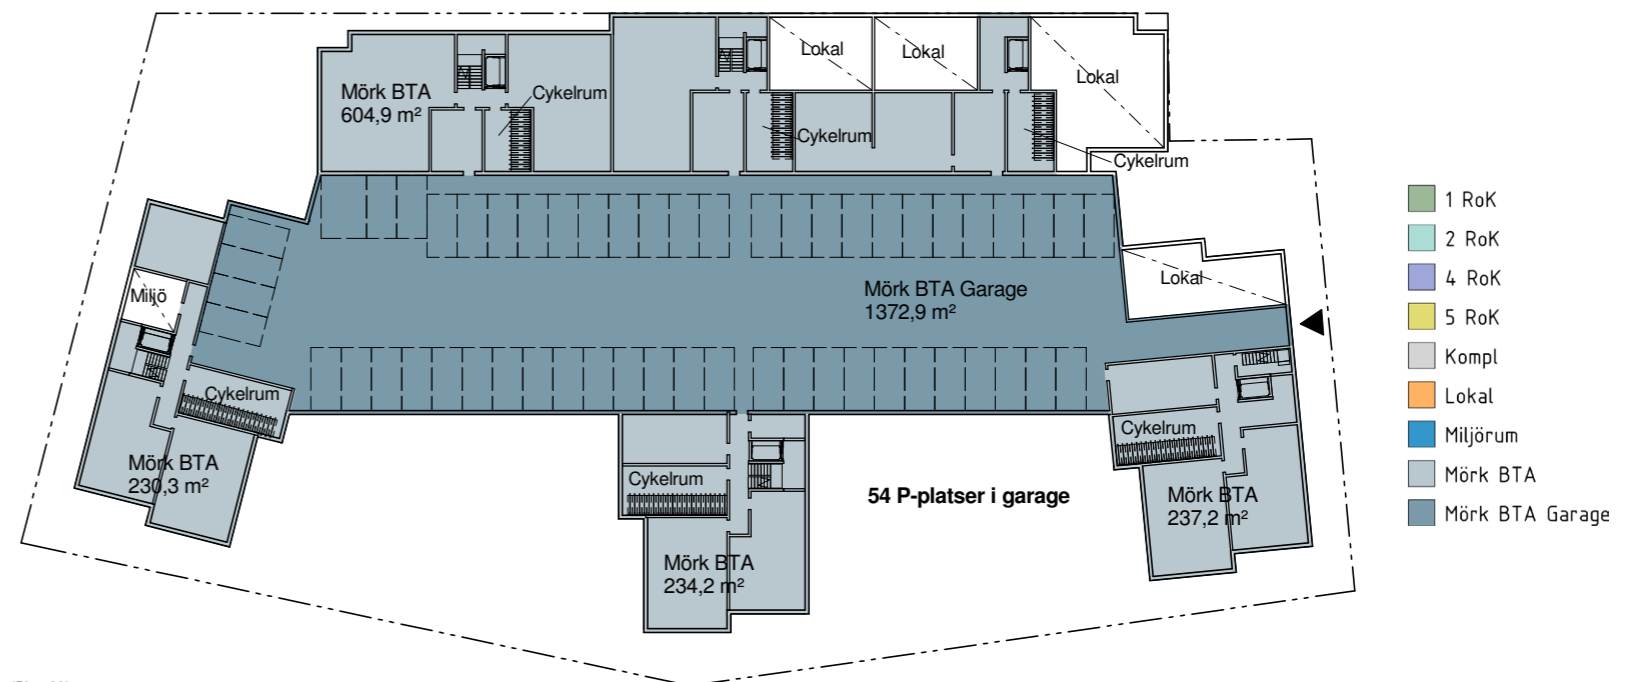 Lokal
Lokal
Lokal
Mörk BTA
604,9 m²
Cykelrum
Cykelrum
Cykelrum
Lokal
Mörk BTA Garage
1372,9 m²
Miljö
Cykelrum
Mörk BTA
230,3 m²
Cykelrum
54 P-platser i garage
Mörk BTA
234,2 m²
Cykelrum
Mörk BTA
237,2 m²
1 RoK
2 RoK
4 RoK
5 RoK
Kompl
Lokal
Miljörum
Mörk BTA
Mörk BTA Garage